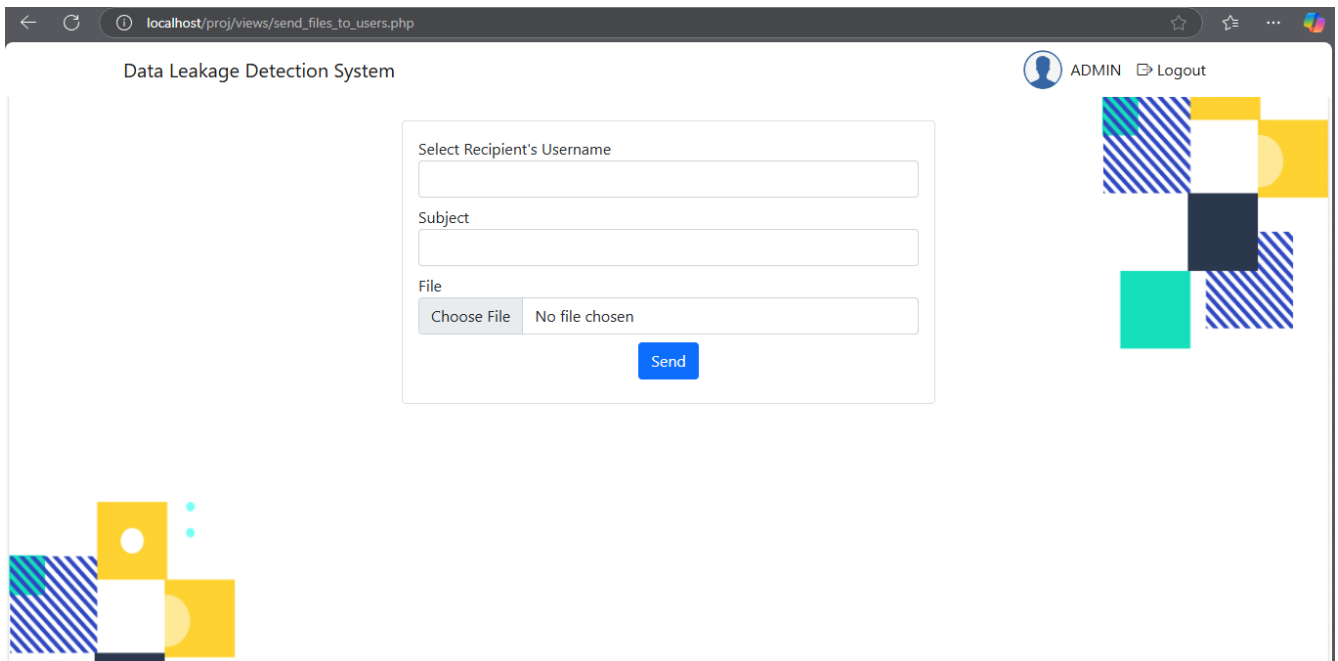 localhost/proj/views/send_files_to_users.php
Data Leakage Detection System
ADMIN Logout
Select Recipient's Username
Subject
File
Choose File No file chosen
Send